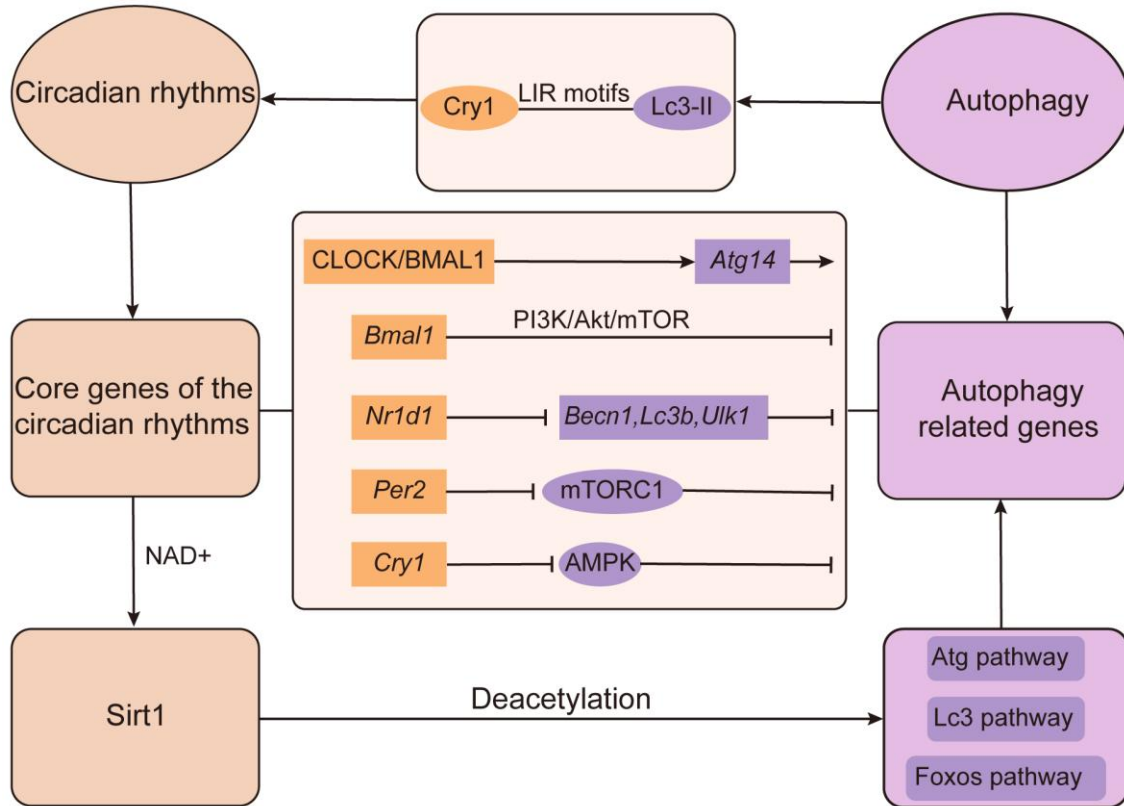 Circadian rhythms
Cry1
LIR motifs
Lc3-II
Autophagy
CLOCK/BMAL1
Atg14
Bmal1
PI3K/Akt/mTOR
Nr1d1
Becn1,Lc3b,Ulk1
Per2
mTORC1
Cry1
AMPK
Core genes of the
circadian rhythms
Autophagy
related genes
NAD+
Sirt1
Deacetylation
Atg pathway
Lc3 pathway
Foxos pathway